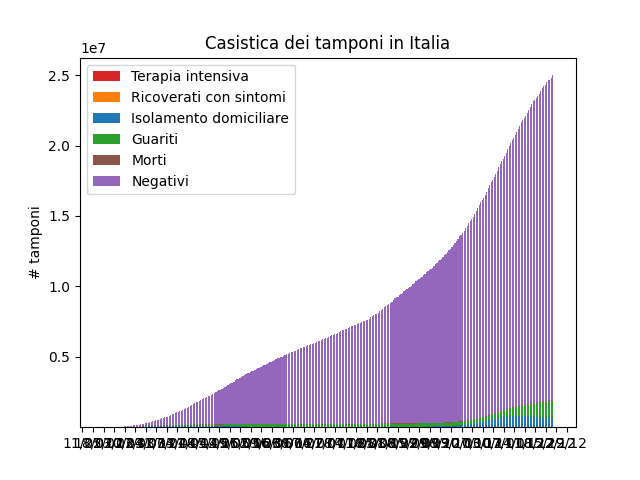 Casistica dei tamponi in Italia
1e7
Terapia intensiva
Ricoverati con sintomi
Isolamento domiciliare
Guariti
Morti
Negativi
2.5
2.0
1.5
1.0
0.5
# tamponi